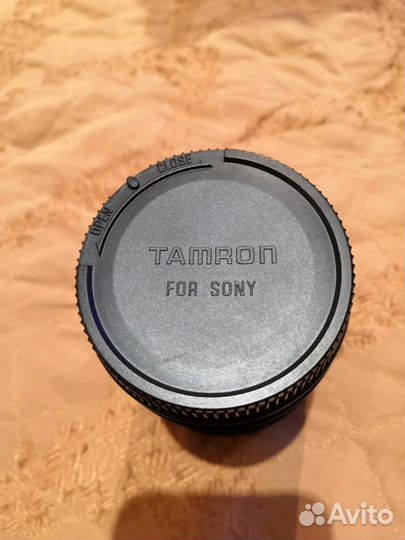 OPEN CLOSE
TAMRON
FOR SONY
Avito